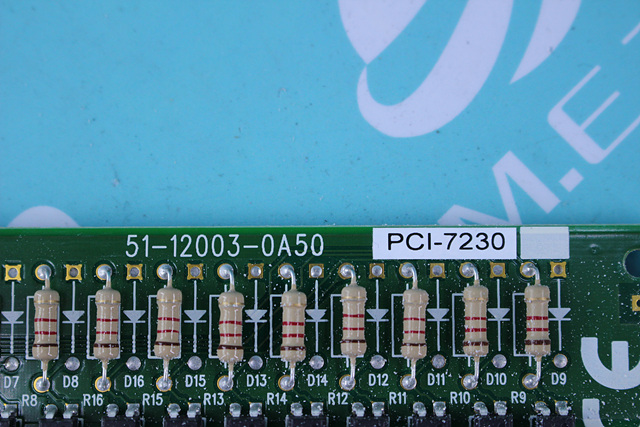 M.E
51-12003-0A50
PCI-7230
D7 D8 D16 D15 D13 D14 D12 D11 D10 D9
R8 R16 R15 R13 R14 R12 R11 R10 R9
CE